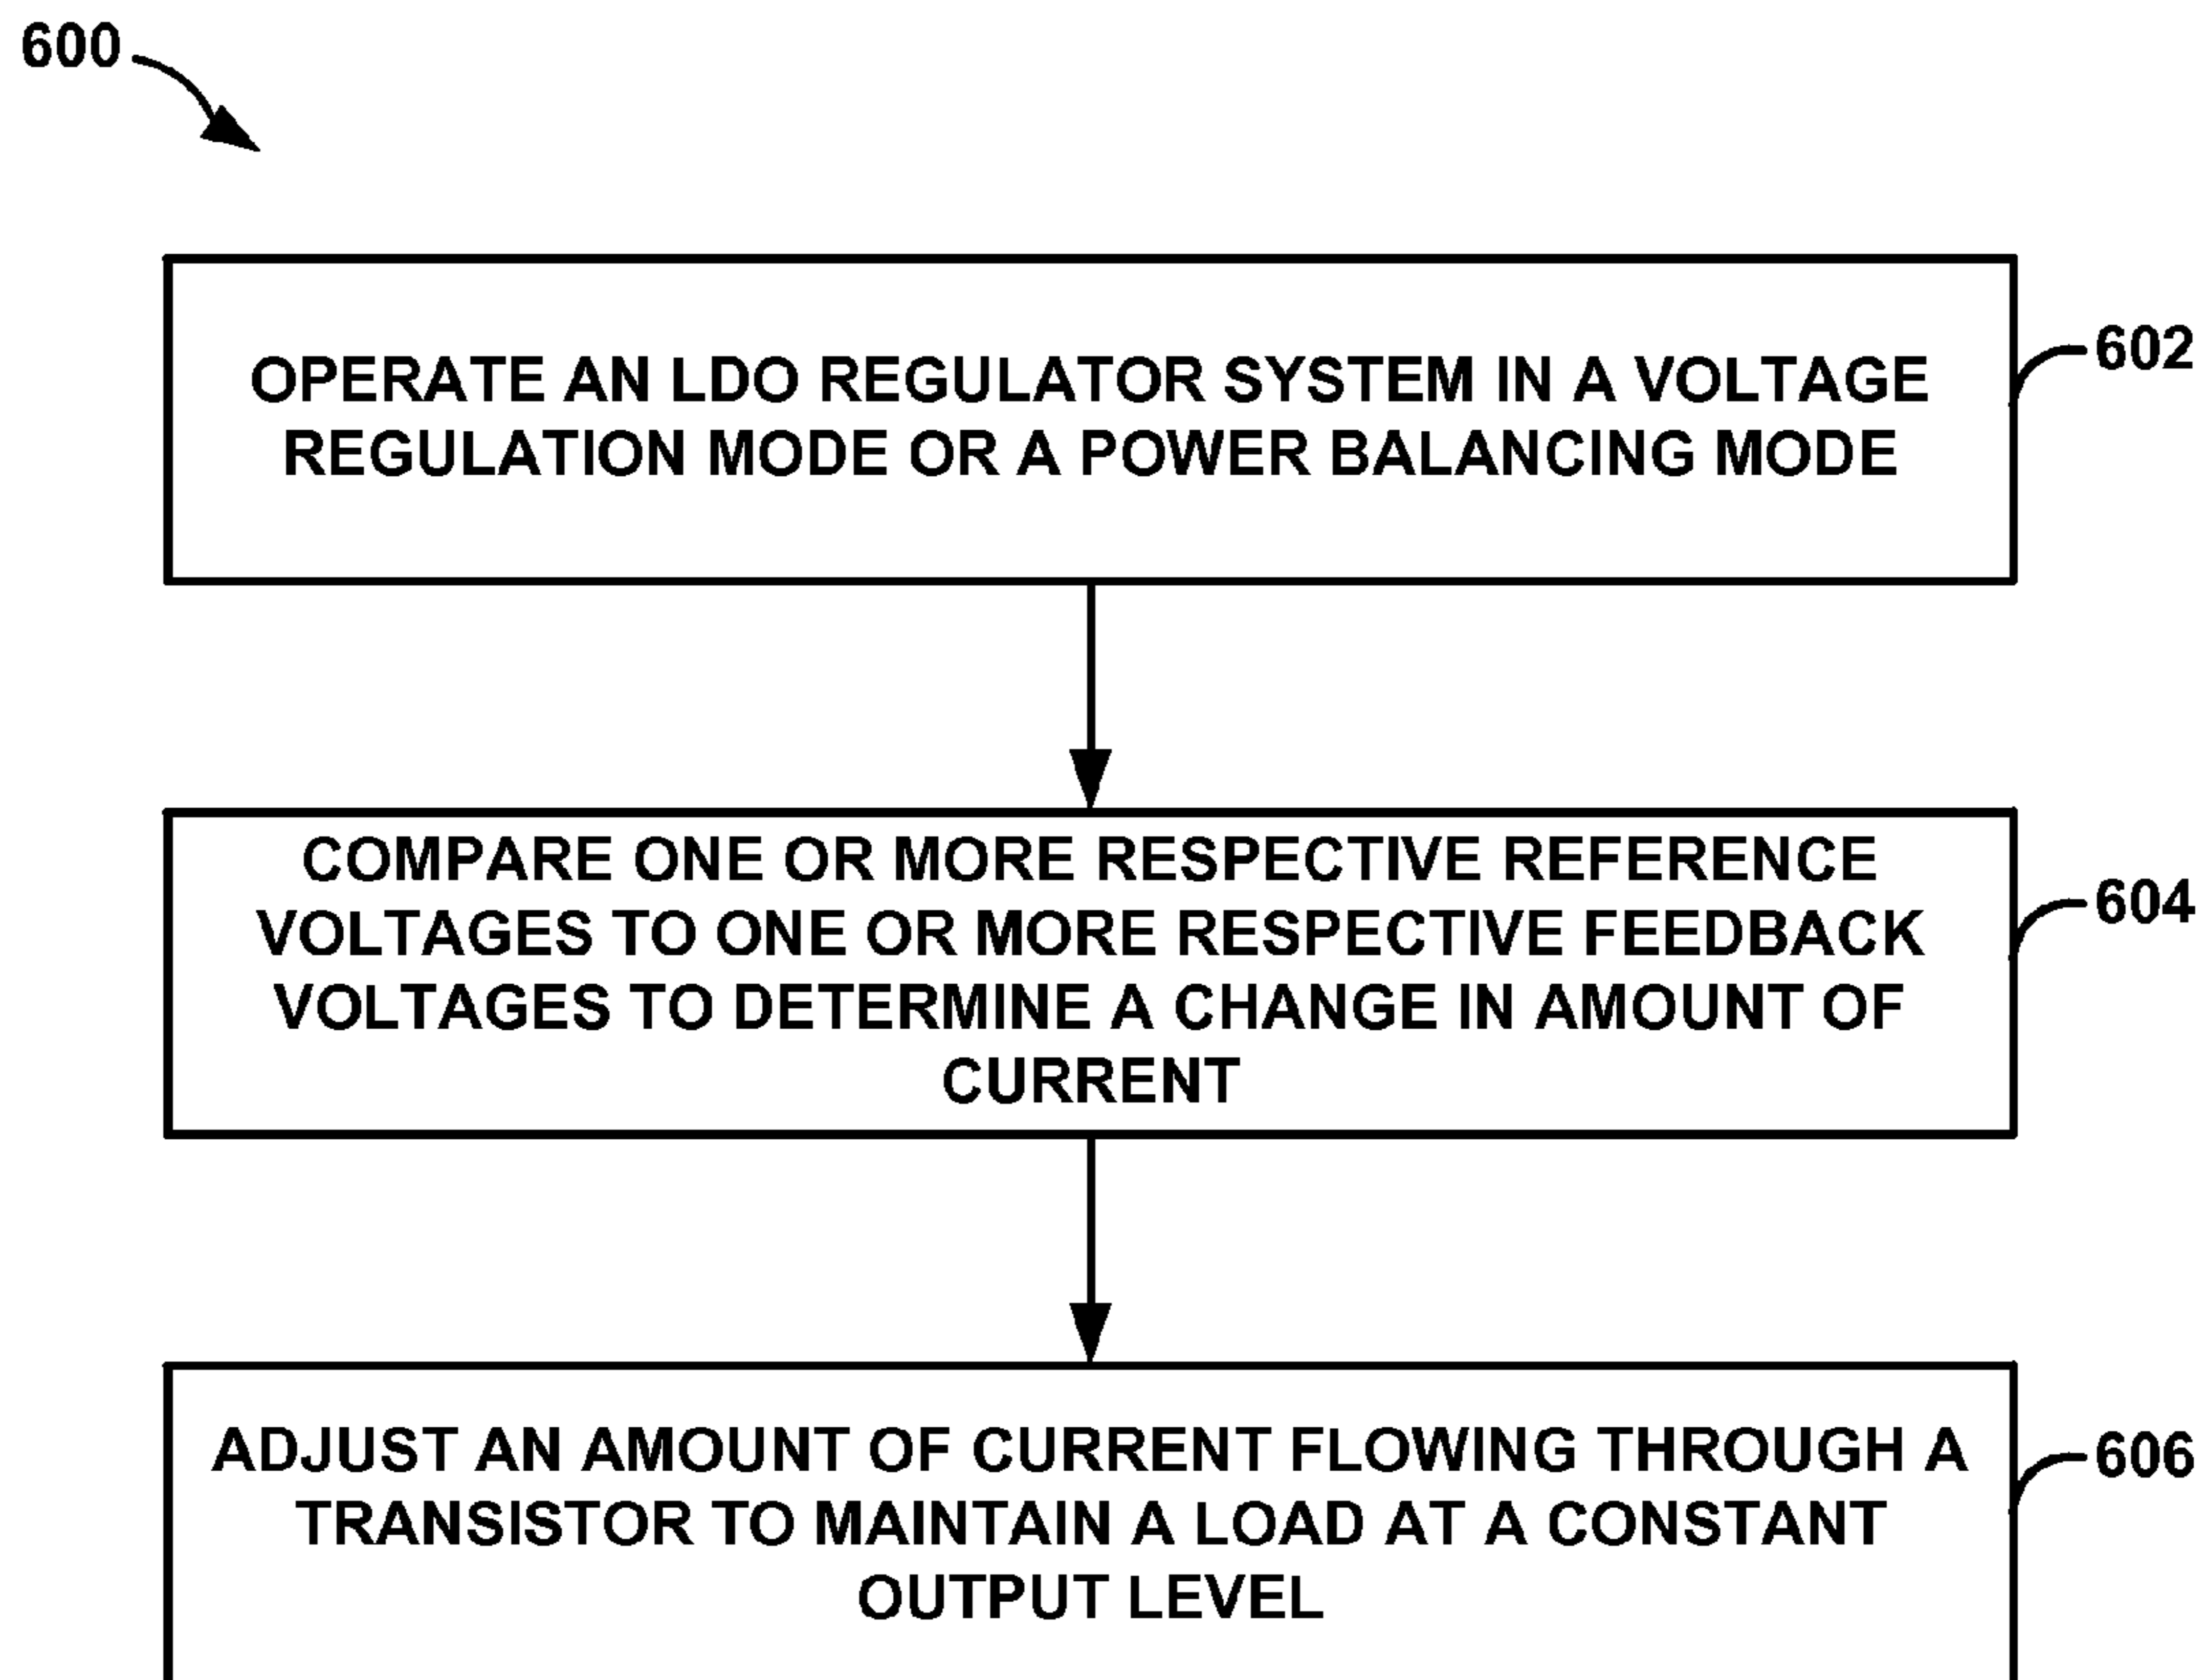 600
OPERATE AN LDO REGULATOR SYSTEM IN A VOLTAGE
REGULATION MODE OR A POWER BALANCING MODE
602
COMPARE ONE OR MORE RESPECTIVE REFERENCE
VOLTAGES TO ONE OR MORE RESPECTIVE FEEDBACK
VOLTAGES TO DETERMINE A CHANGE IN AMOUNT OF
CURRENT
604
ADJUST AN AMOUNT OF CURRENT FLOWING THROUGH A
TRANSISTOR TO MAINTAIN A LOAD AT A CONSTANT
OUTPUT LEVEL
606